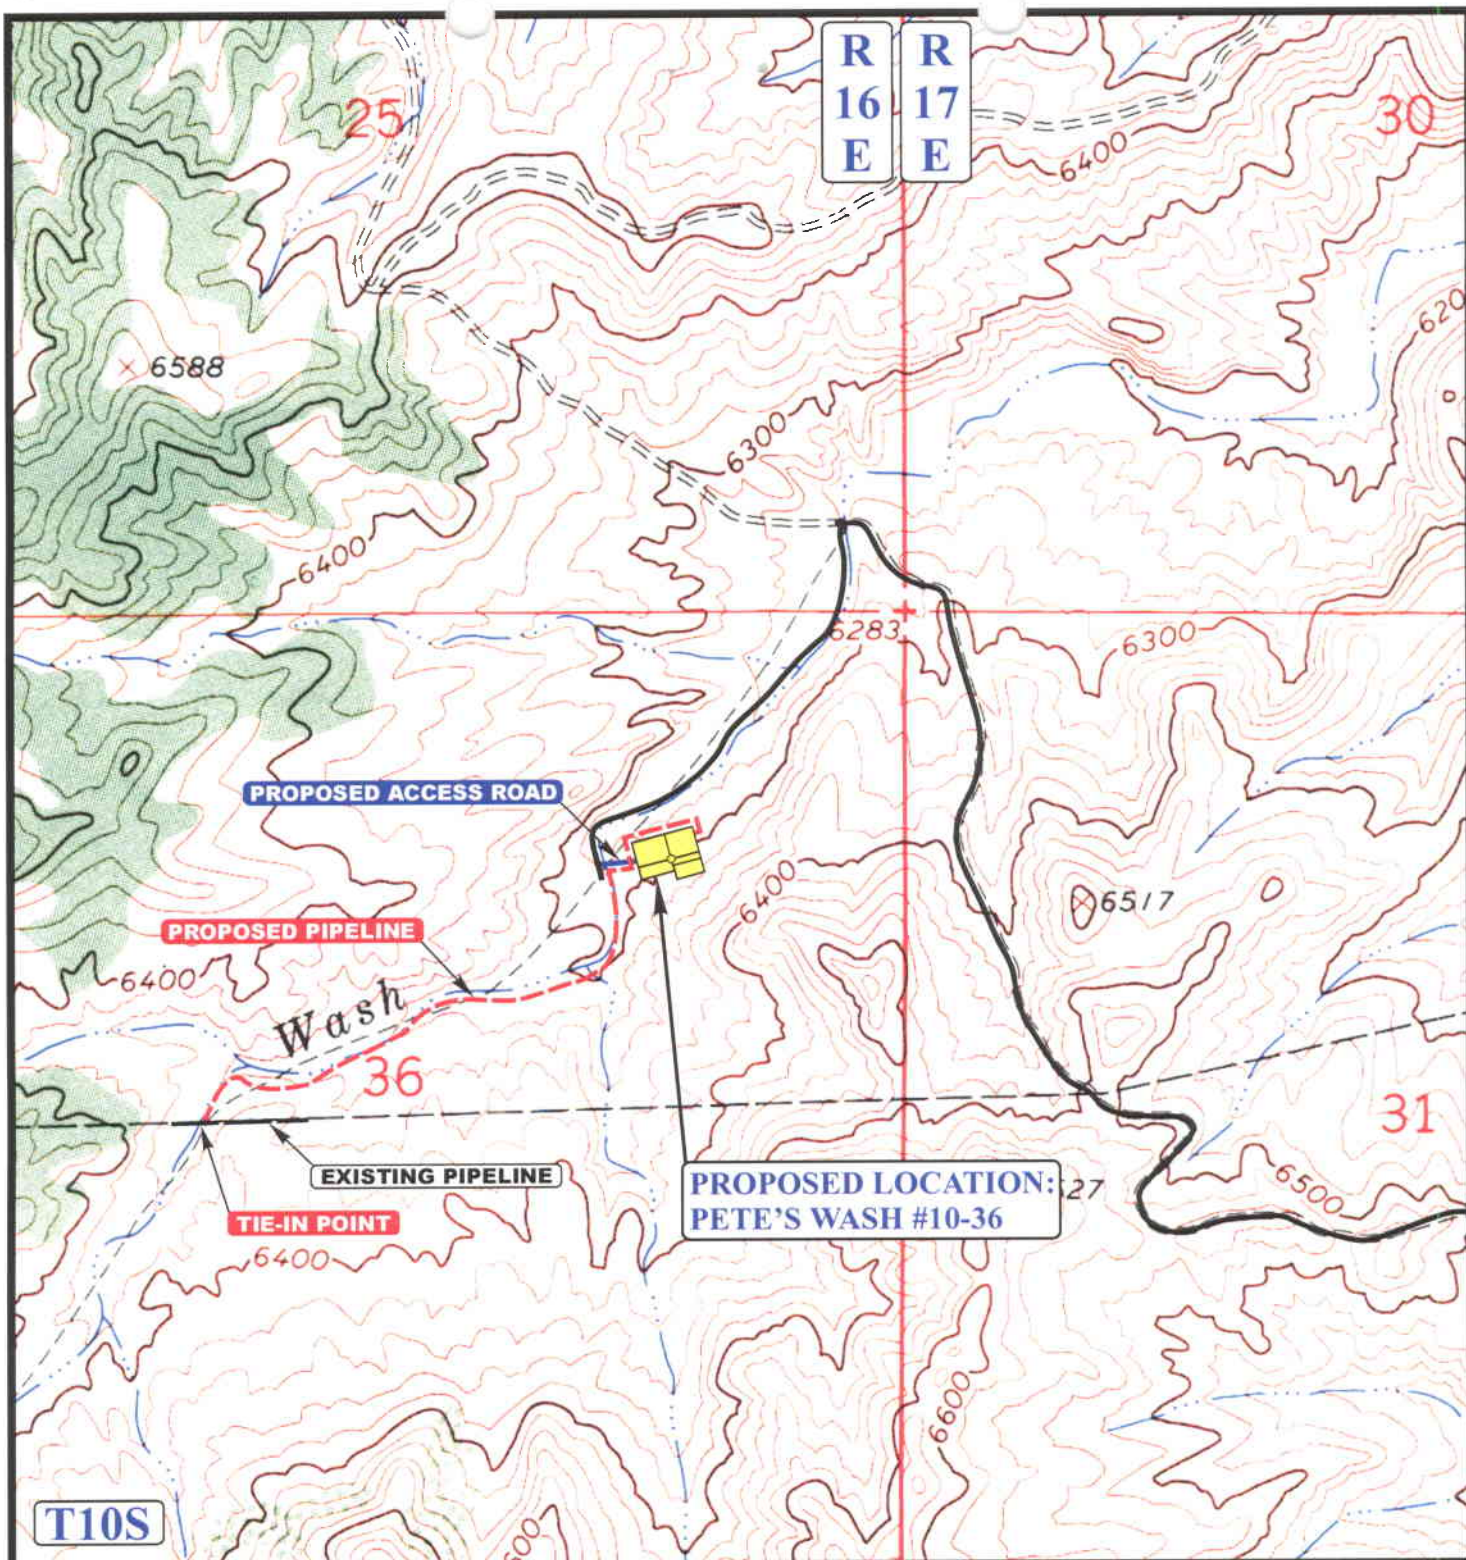 R R
16 17
E E
25
30
6400
6588
620
6300
6400
6283
6300
PROPOSED ACCESS ROAD
6400
6517
PROPOSED PIPELINE
6400
Wash
36
31
EXISTING PIPELINE
PROPOSED LOCATION:
PETE'S WASH #10-36
27
6500
TIE-IN POINT
6400
6600
T10S